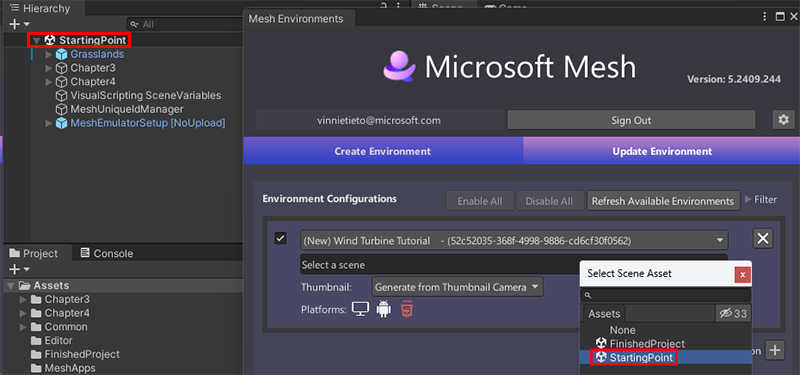 Hierarchy
All
StartingPoint
Grasslands
Chapter3
Chapter4
VisualScripting SceneVariables
MeshUniqueIdManager
MeshEmulatorSetup [NoUpload]
Project
Console
Assets
Chapter3
Chapter4
Common
Editor
FinishedProject
MeshApps
Mesh Environments
Microsoft Mesh
Version: 5.2409.244
vinnietieto@microsoft.com
Sign Out
Create Environment
Update Environment
Environment Configurations
Enable All
Disable All
Refresh Available Environments
Filter
(New) Wind Turbine Tutorial - (52c52035-368f-4998-9886-cd6cf30f0562)
Select a scene
Thumbnail:
Generate from Thumbnail Camera
Platforms:
Select Scene Asset
Assets
33
None
FinishedProject
StartingPoint